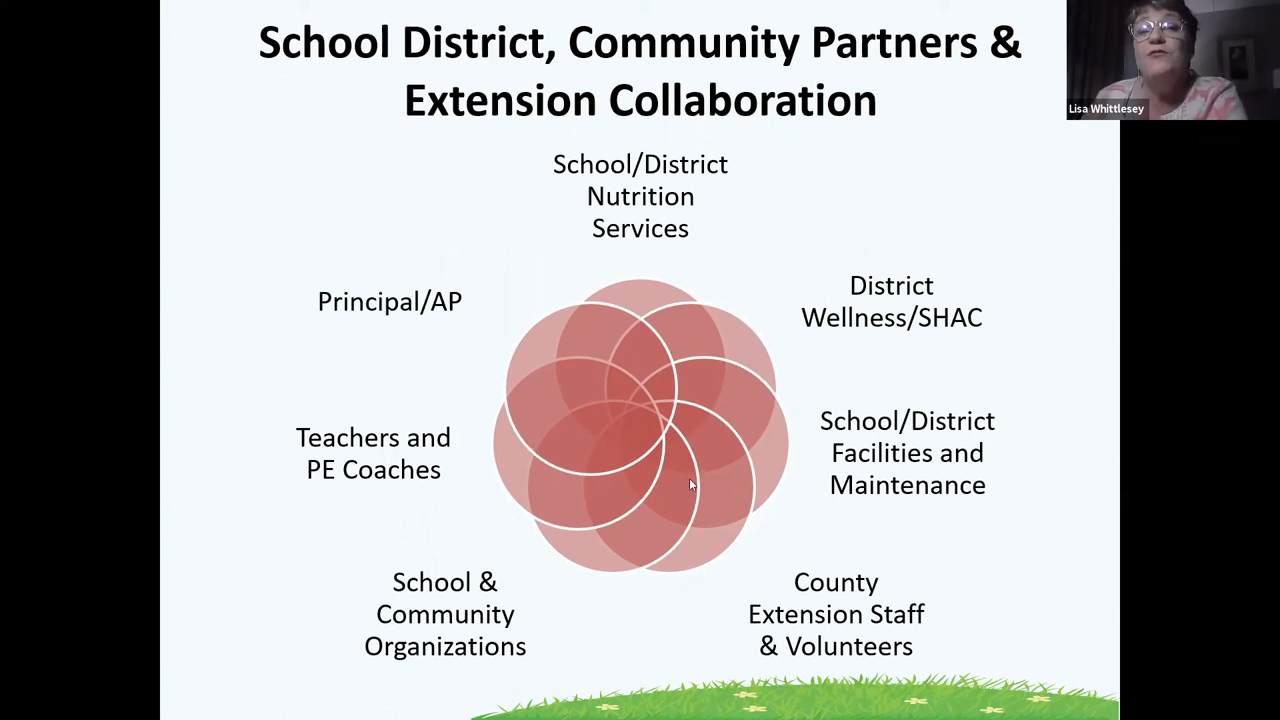 School District, Community Partners &
Extension Collaboration
Lisa Whittlesey
School/District
Nutrition
Services
Principal/AP
District
Wellness/SHAC
Teachers and
PE Coaches
School/District
Facilities and
Maintenance
School &
Community
Organizations
County
Extension Staff
& Volunteers